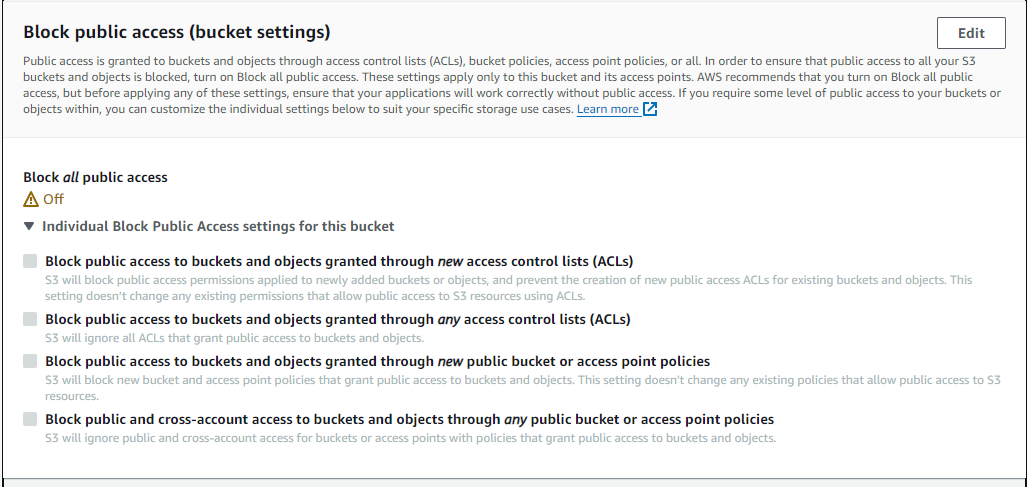 Block public access (bucket settings)
Edit
Public access is granted to buckets and objects through access control lists (ACLs), bucket policies, access point policies, or all. In order to ensure that public access to all your S3
buckets and objects is blocked, turn on Block all public access. These settings apply only to this bucket and its access points. AWS recommends that you turn on Block all public
access, but before applying any of these settings, ensure that your applications will work correctly without public access. If you require some level of public access to your buckets or
objects within, you can customize the individual settings below to suit your specific storage use cases. Learn more
Block all public access
Off
Individual Block Public Access settings for this bucket
Block public access to buckets and objects granted through new access control lists (ACLs)
S3 will block public access permissions applied to newly added buckets or objects, and prevent the creation of new public access ACLs for existing buckets and objects. This
setting doesn't change any existing permissions that allow public access to S3 resources using ACLs.
Block public access to buckets and objects granted through any access control lists (ACLs)
S3 will ignore all ACLs that grant public access to buckets and objects.
Block public access to buckets and objects granted through new public bucket or access point policies
S3 will block new bucket and access point policies that grant public access to buckets and objects. This setting doesn't change any existing policies that allow public access to S3
resources.
Block public and cross-account access to buckets and objects through any public bucket or access point policies
S3 will ignore public and cross-account access for buckets or access points with policies that grant public access to buckets and objects.